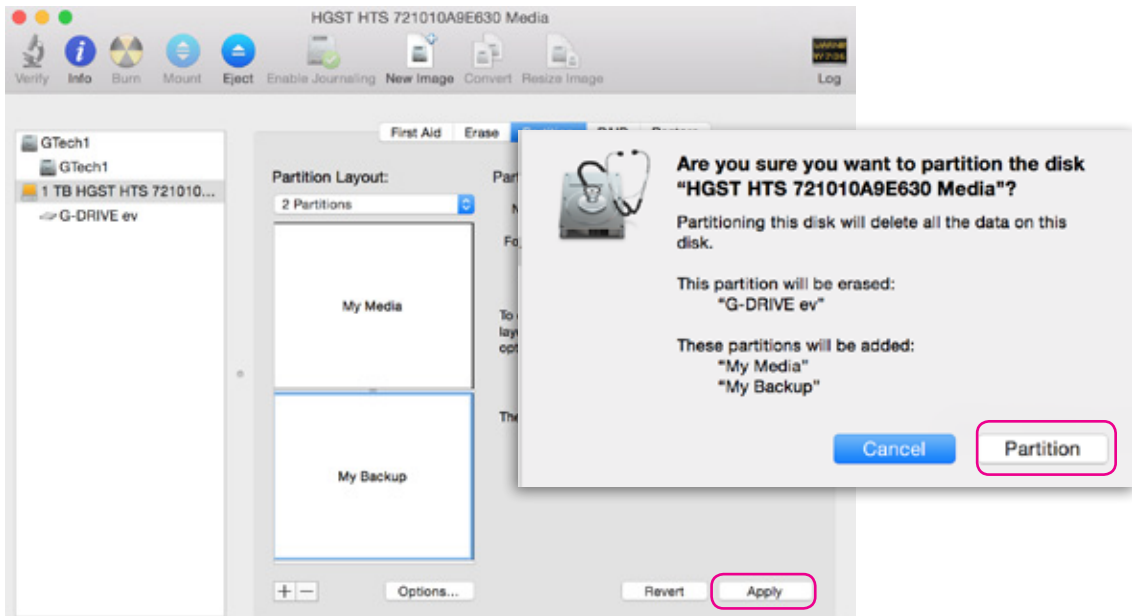 HGST HTS 721010A9E630 Media
Verify Info Burn Mount Eject Enable Journaling New Image Convert Resize Image Log
First Aid Erase
GTech1
GTech1
1 TB HGST HTS 721010...
G-DRIVE ev
Partition Layout:
2 Partitions
My Media
My Backup
+ − Options... Revert Apply
Are you sure you want to partition the disk
“HGST HTS 721010A9E630 Media”?
Partitioning this disk will delete all the data on this
disk.
This partition will be erased:
“G-DRIVE ev”
These partitions will be added:
“My Media”
“My Backup”
Cancel Partition